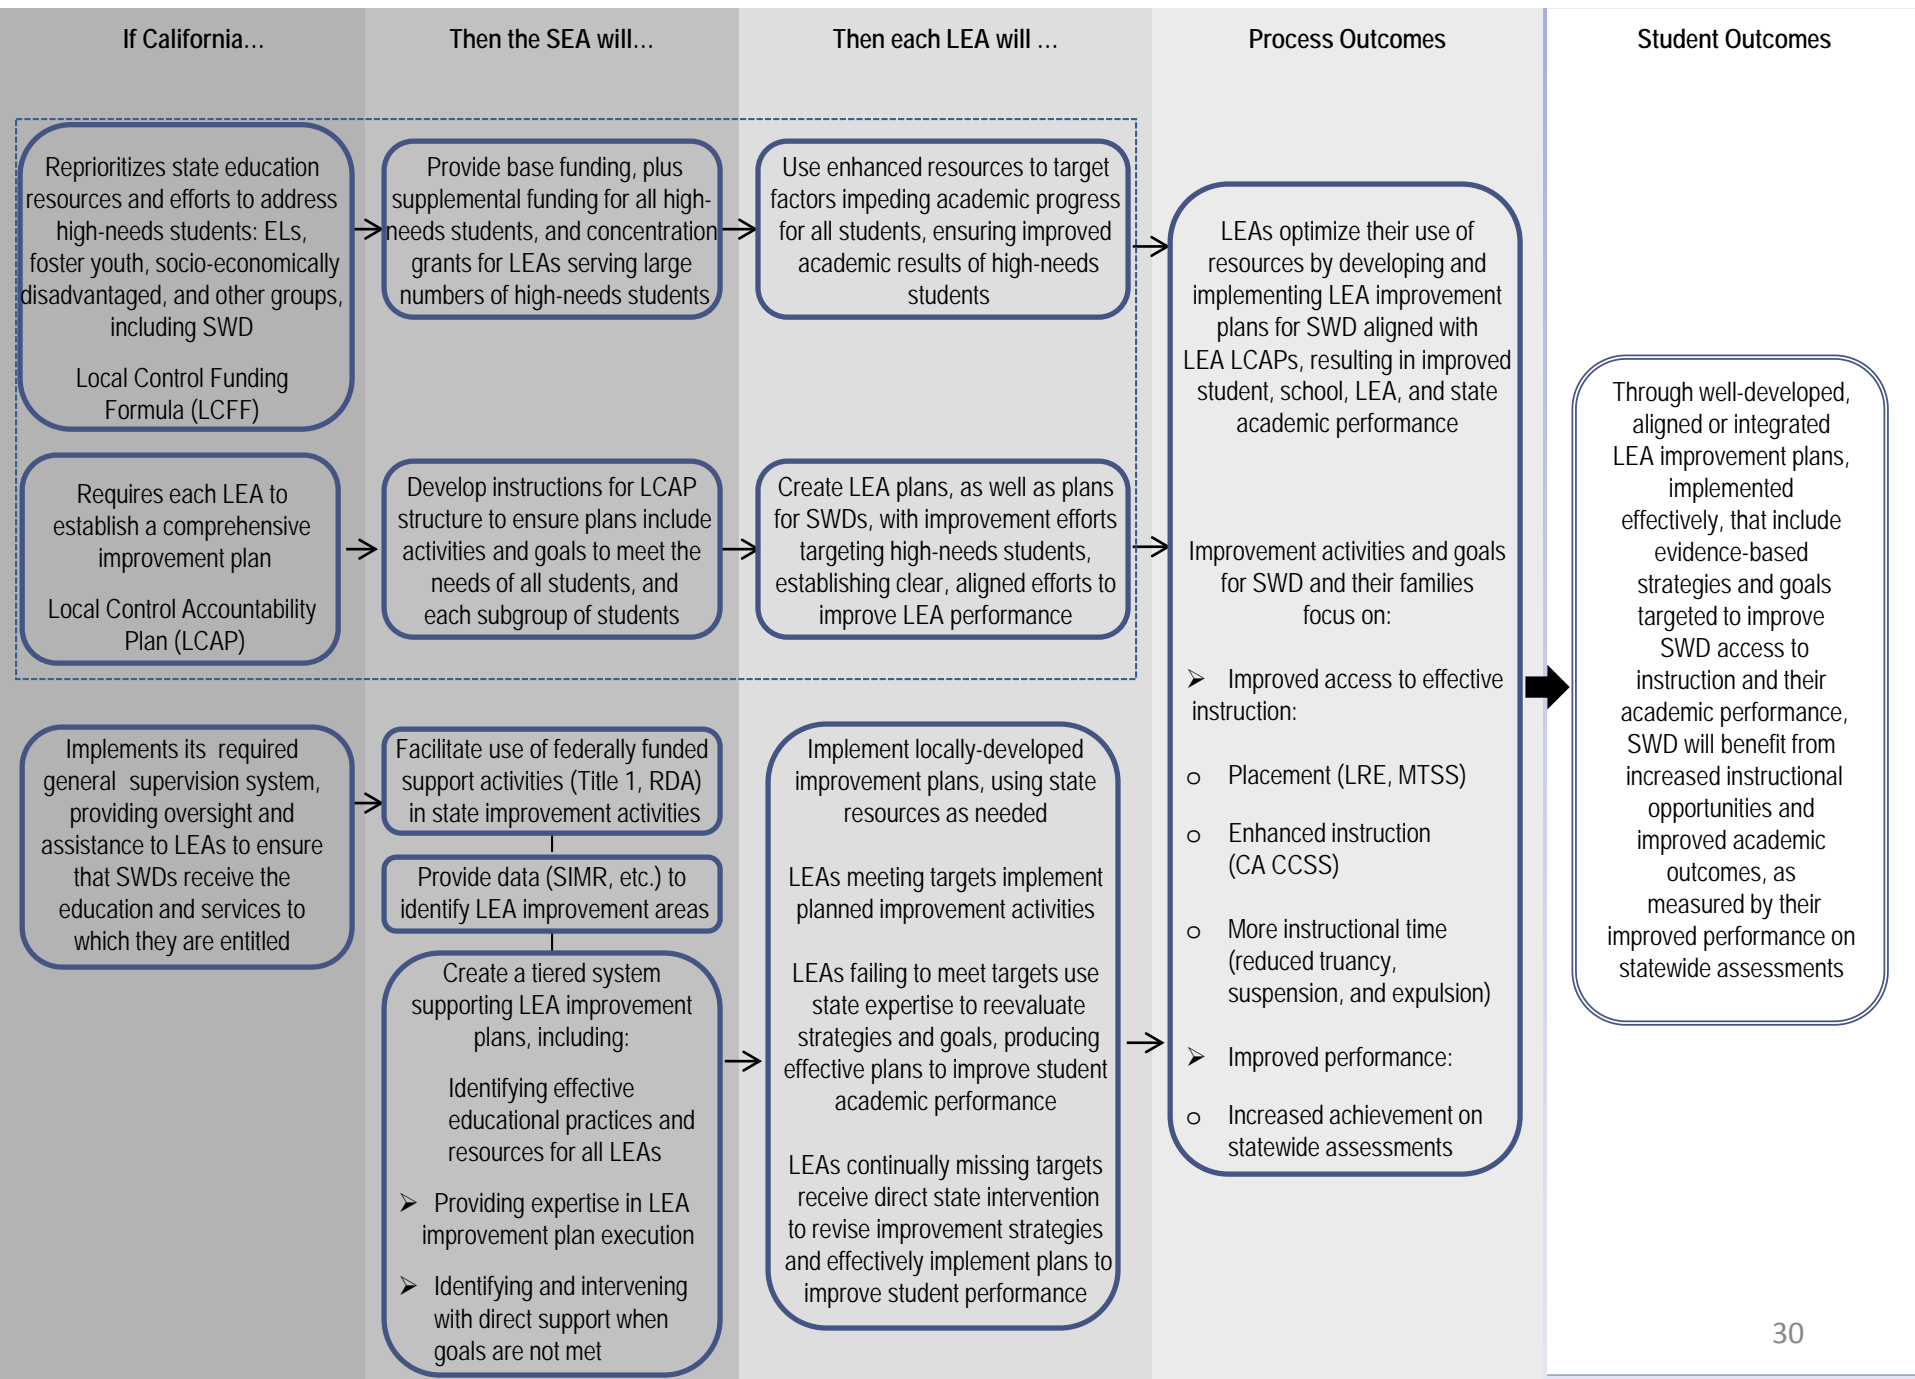 If California…
Then the SEA will…
Then each LEA will …
Process Outcomes
Student Outcomes
Reprioritizes state education
resources and efforts to address
high-needs students: ELs,
foster youth, socio-economically
disadvantaged, and other groups,
including SWD
Local Control Funding
Formula (LCFF)
Provide base funding, plus
supplemental funding for all high-
needs students, and concentration
grants for LEAs serving large
numbers of high-needs students
Use enhanced resources to target
factors impeding academic progress
for all students, ensuring improved
academic results of high-needs
students
Requires each LEA to
establish a comprehensive
improvement plan
Local Control Accountability
Plan (LCAP)
Develop instructions for LCAP
structure to ensure plans include
activities and goals to meet the
needs of all students, and
each subgroup of students
Create LEA plans, as well as plans
for SWDs, with improvement efforts
targeting high-needs students,
establishing clear, aligned efforts to
improve LEA performance
Implements its required
general supervision system,
providing oversight and
assistance to LEAs to ensure
that SWDs receive the
education and services to
which they are entitled
Facilitate use of federally funded
support activities (Title 1, RDA)
in state improvement activities
Provide data (SIMR, etc.) to
identify LEA improvement areas
Create a tiered system
supporting LEA improvement
plans, including:
Identifying effective
educational practices and
resources for all LEAs
➢ Providing expertise in LEA
improvement plan execution
➢ Identifying and intervening
with direct support when
goals are not met
Implement locally-developed
improvement plans, using state
resources as needed
LEAs meeting targets implement
planned improvement activities
LEAs failing to meet targets use
state expertise to reevaluate
strategies and goals, producing
effective plans to improve student
academic performance
LEAs continually missing targets
receive direct state intervention
to revise improvement strategies
and effectively implement plans to
improve student performance
LEAs optimize their use of
resources by developing and
implementing LEA improvement
plans for SWD aligned with
LEA LCAPs, resulting in improved
student, school, LEA, and state
academic performance
Improvement activities and goals
for SWD and their families
focus on:
➢ Improved access to effective
instruction:
o Placement (LRE, MTSS)
o Enhanced instruction
(CA CCSS)
o More instructional time
(reduced truancy,
suspension, and expulsion)
➢ Improved performance:
o Increased achievement on
statewide assessments
Through well-developed,
aligned or integrated
LEA improvement plans,
implemented
effectively, that include
evidence-based
strategies and goals
targeted to improve
SWD access to
instruction and their
academic performance,
SWD will benefit from
increased instructional
opportunities and
improved academic
outcomes, as
measured by their
improved performance on
statewide assessments
30